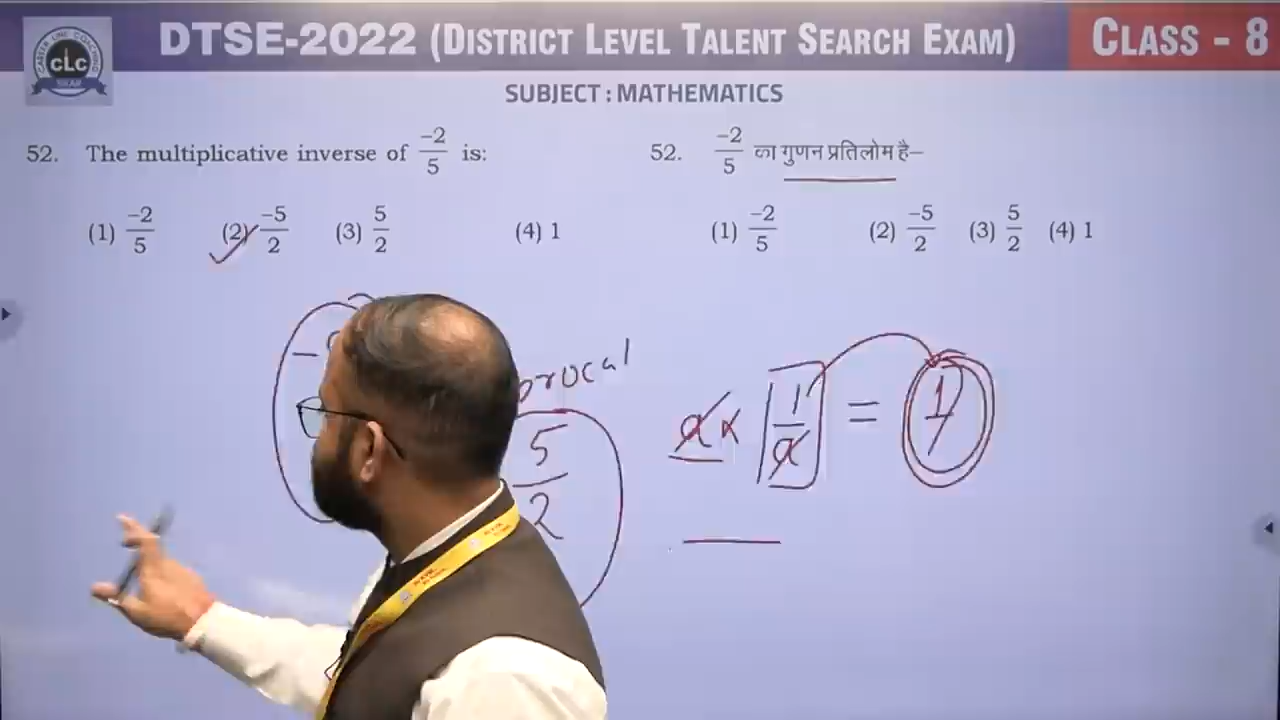 DTSE-2022 (DISTRICT LEVEL TALENT SEARCH EXAM)
CLASS - 8
CLC
SUBJECT : MATHEMATICS
52. The multiplicative inverse of -2/5 is:
(1) -2/5 (2) -5/2 (3) 5/2 (4) 1
52. -2/5 का गुणन प्रतिलोम है–
(1) -2/5 (2) -5/2 (3) 5/2 (4) 1
procal
5/2
a × 1/a = 1